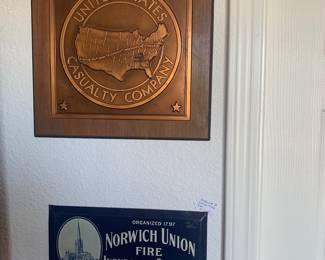 UNITED STATES
CASUALTY COMPANY
ORGANIZED 1797
NORWICH UNION
FIRE